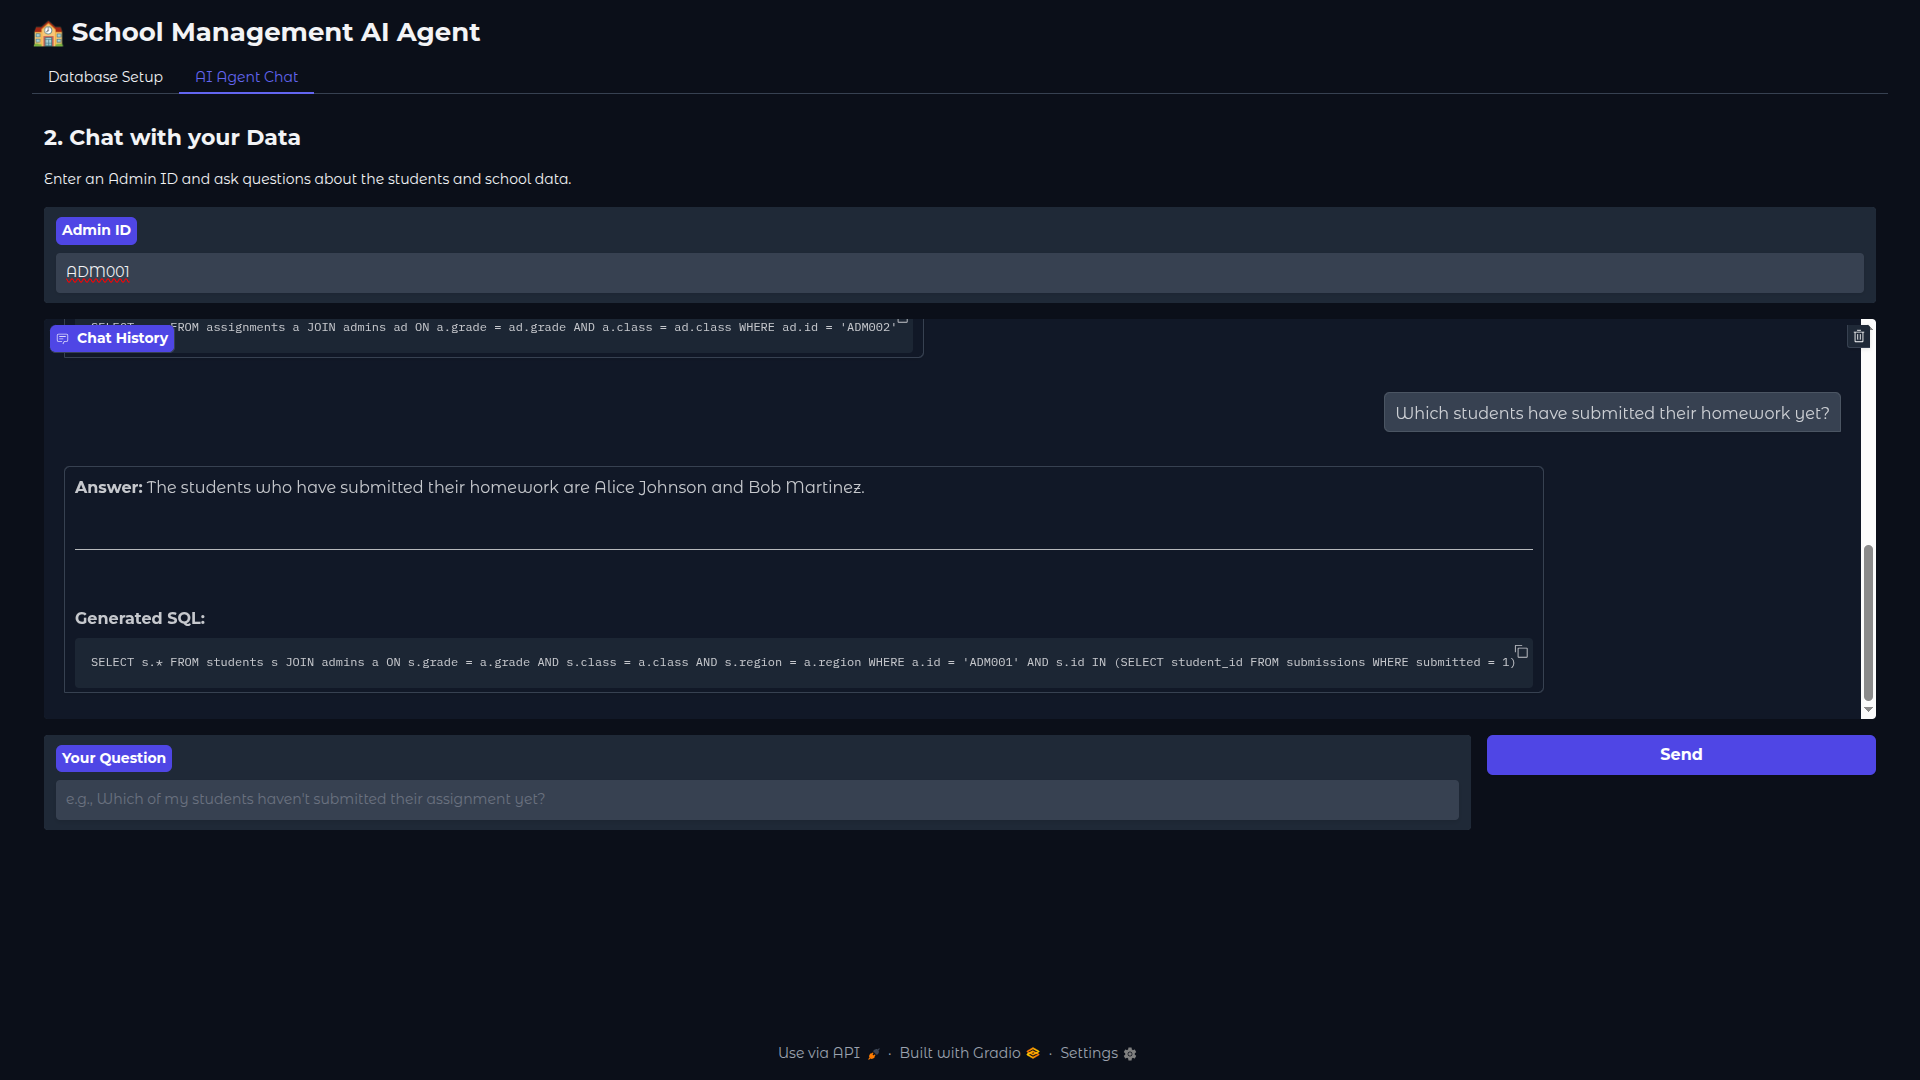 School Management AI Agent
Database Setup
AI Agent Chat
2. Chat with your Data
Enter an Admin ID and ask questions about the students and school data.
Admin ID
ADM001
FROM assignments a JOIN admins ad ON a.grade = ad.grade AND a.class = ad.class WHERE ad.id = 'ADM002'
Chat History
Which students have submitted their homework yet?
Answer: The students who have submitted their homework are Alice Johnson and Bob Martinez.
Generated SQL:
SELECT s.* FROM students s JOIN admins a ON s.grade = a.grade AND s.class = a.class AND s.region = a.region WHERE a.id = 'ADM001' AND s.id IN (SELECT student_id FROM submissions WHERE submitted = 1)
Your Question
e.g., Which of my students haven't submitted their assignment yet?
Send
Use via API · Built with Gradio · Settings